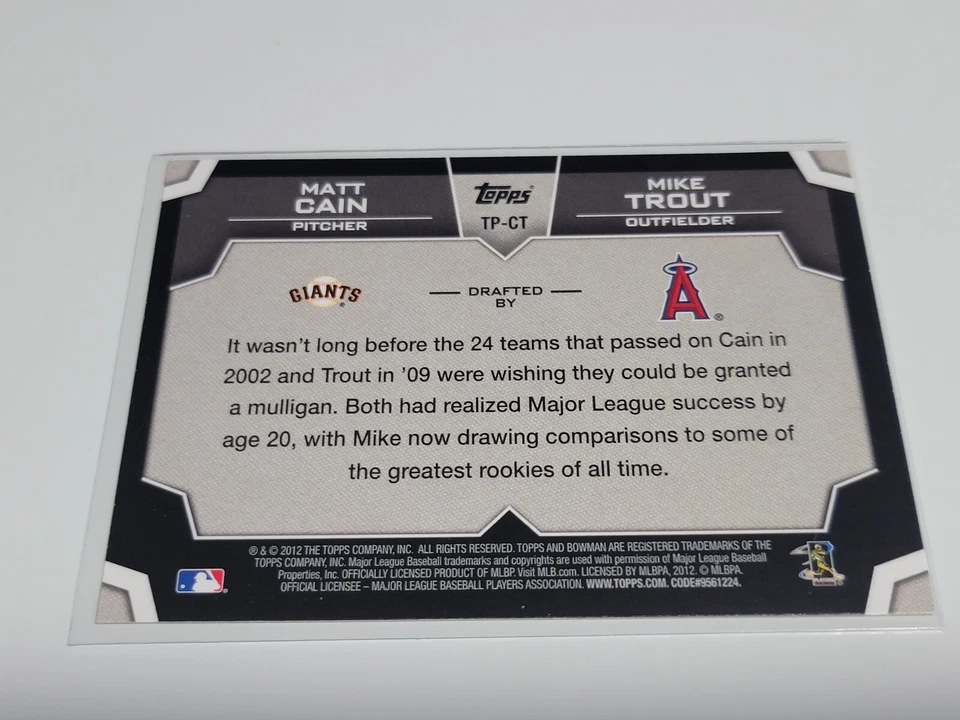 MATT
CAIN
PITCHER
Topps
TP-CT
MIKE
TROUT
OUTFIELDER
GIANTS
DRAFTED
BY
A
It wasn't long before the 24 teams that passed on Cain in
2002 and Trout in '09 were wishing they could be granted
a mulligan. Both had realized Major League success by
age 20, with Mike now drawing comparisons to some of
the greatest rookies of all time.
® & © 2012 THE TOPPS COMPANY, INC. ALL RIGHTS RESERVED. TOPPS AND BOWMAN ARE REGISTERED TRADEMARKS OF THE
TOPPS COMPANY, INC. Major League Baseball trademarks and copyrights are used with permission of Major League Baseball
Properties, Inc. OFFICIALLY LICENSED PRODUCT OF MLBP. Visit MLB.com. LICENSED BY MLBPA, 2012. © MLBPA.
OFFICIAL LICENSEE – MAJOR LEAGUE BASEBALL PLAYERS ASSOCIATION. WWW.TOPPS.COM. CODE#9561224.